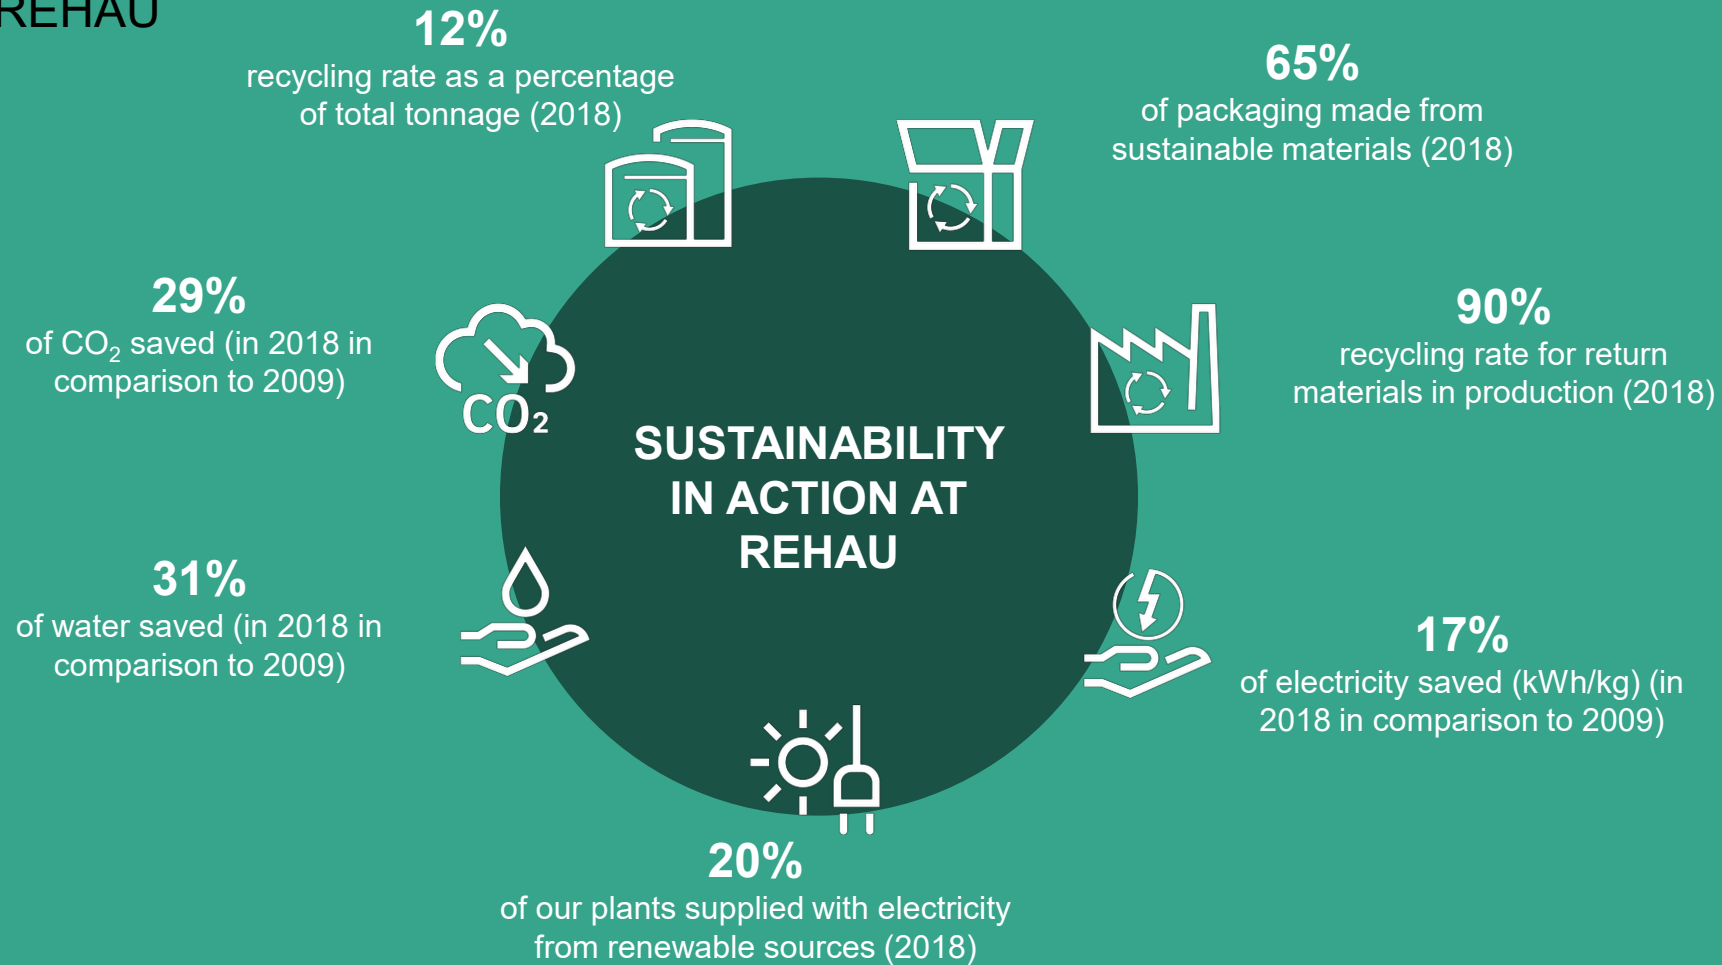 REHAU
12%
recycling rate as a percentage
of total tonnage (2018)
65%
of packaging made from
sustainable materials (2018)
29%
of CO₂ saved (in 2018 in
comparison to 2009)
CO₂
90%
recycling rate for return
materials in production (2018)
SUSTAINABILITY
IN ACTION AT
REHAU
31%
of water saved (in 2018 in
comparison to 2009)
17%
of electricity saved (kWh/kg) (in
2018 in comparison to 2009)
20%
of our plants supplied with electricity
from renewable sources (2018)